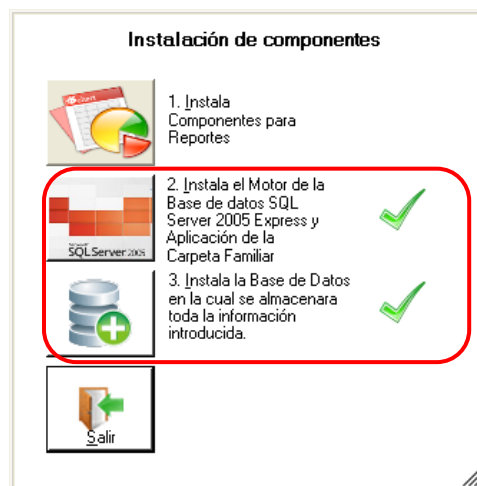 Instalación de componentes
1. Instala
Componentes para
Reportes
2. Instala el Motor de la
Base de datos SQL
Server 2005 Express y
Aplicación de la
Carpeta Familiar
SQL Server 2005
3. Instala la Base de Datos
en la cual se almacenara
toda la información
introducida.
Salir